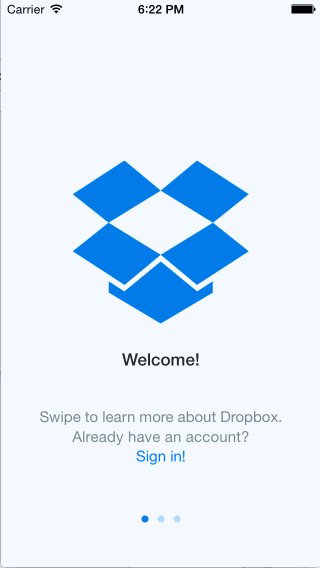 Carrier 6:22 PM
Welcome!
Swipe to learn more about Dropbox.
Already have an account?
Sign in!